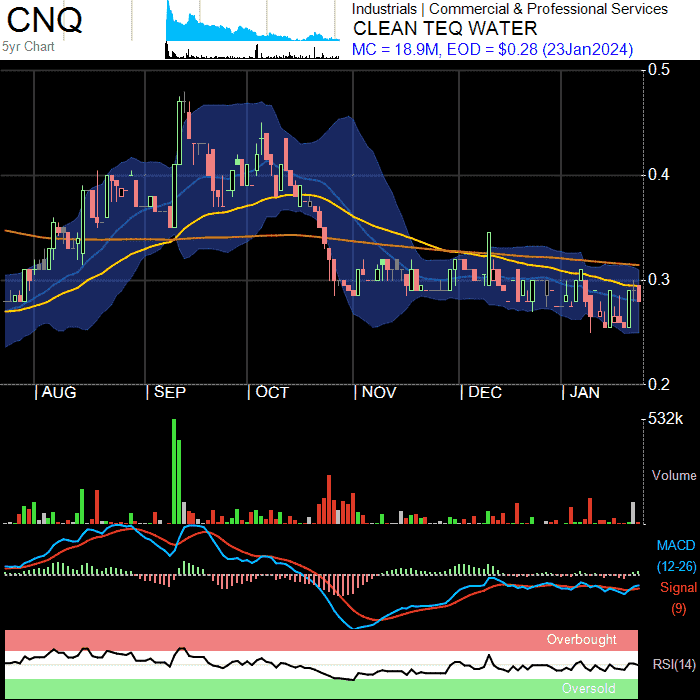 CNQ
5yr Chart
Industrials | Commercial & Professional Services
CLEAN TEQ WATER
MC = 18.9M, EOD = $0.28 (23Jan2024)
0.5
0.4
0.3
0.2
AUG SEP OCT NOV DEC JAN
532k
Volume
MACD
(12-26)
Signal
(9)
Overbought
RSI(14)
Oversold